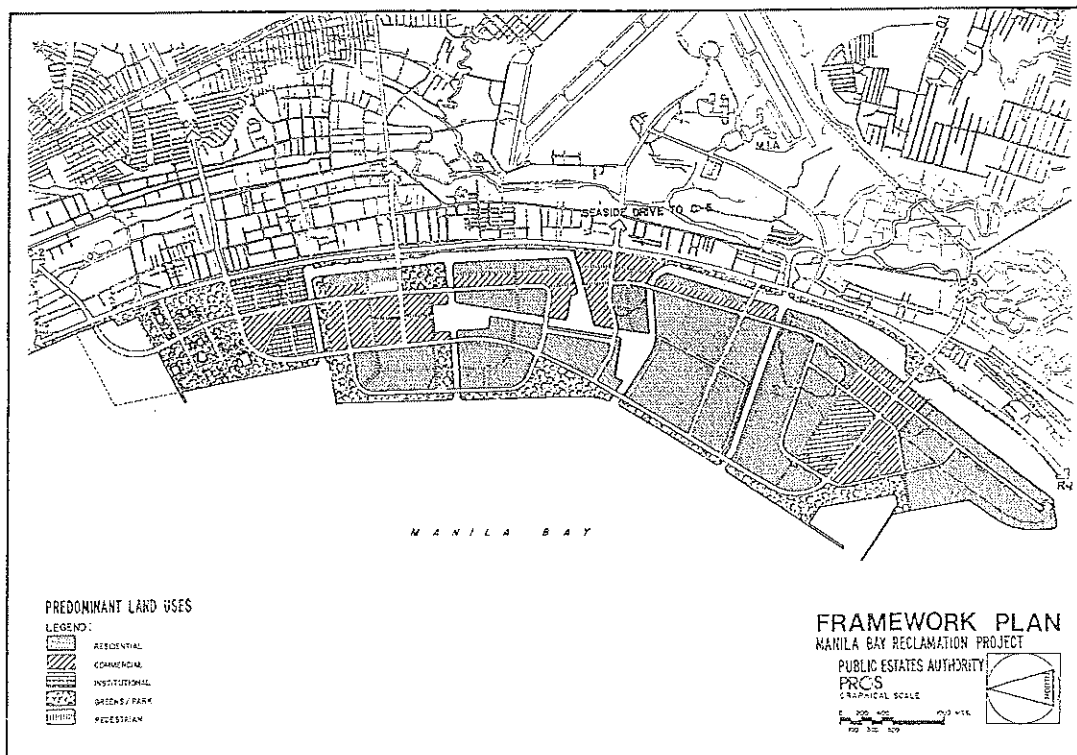 M.I.A
SEASIDE DRIVE TO C-5
MANILA BAY
PREDOMINANT LAND USES
LEGEND:
RESIDENTIAL
COMMERCIAL
INSTITUTIONAL
GREENS/PARK
PEDESTRIAN
FRAMEWORK PLAN
MANILA BAY RECLAMATION PROJECT
PUBLIC ESTATES AUTHORITY
PROS
GRAPHICAL SCALE
NORTH